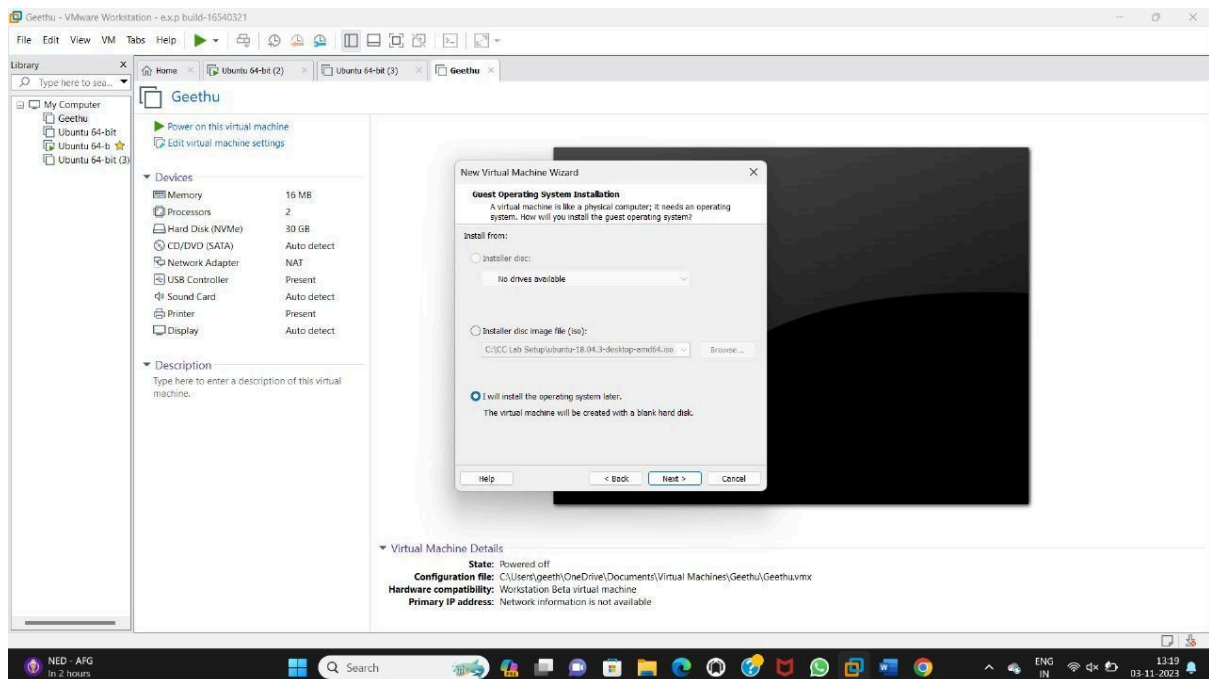 Geethu - VMware Workstation - e.x.p build-16540321
File Edit View VM Tabs Help
Library X
Type here to sea...
My Computer
Geethu
Ubuntu 64-bit
Ubuntu 64-b
Ubuntu 64-bit (3)
Home
Ubuntu 64-bit (2)
Ubuntu 64-bit (3)
Geethu
Geethu
Power on this virtual machine
Edit virtual machine settings
Devices
Memory 16 MB
Processors 2
Hard Disk (NVMe) 30 GB
CD/DVD (SATA) Auto detect
Network Adapter NAT
USB Controller Present
Sound Card Auto detect
Printer Present
Display Auto detect
Description
Type here to enter a description of this virtual
machine.
New Virtual Machine Wizard
Guest Operating System Installation
A virtual machine is like a physical computer; it needs an operating
system. How will you install the guest operating system?
Install from:
Installer disc:
No drives available
Installer disc image file (iso):
C:\CC Lab Setup\ubuntu-18.04.3-desktop-amd64.iso Browse...
I will install the operating system later.
The virtual machine will be created with a blank hard disk.
Help < Back Next > Cancel
Virtual Machine Details
State: Powered off
Configuration file: C:\Users\geeth\OneDrive\Documents\Virtual Machines\Geethu\Geethu.vmx
Hardware compatibility: Workstation Beta virtual machine
Primary IP address: Network information is not available
NED - AFG
In 2 hours
Search
ENG
IN
13:19
03-11-2023